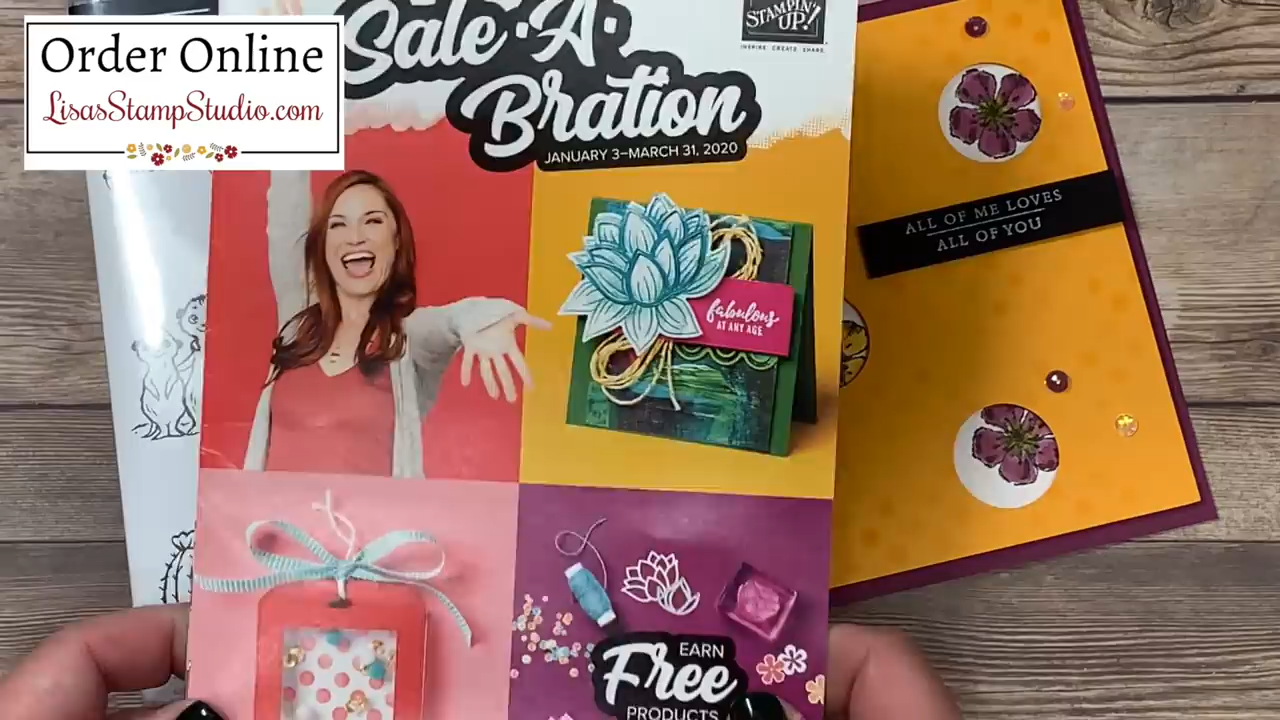 Order Online
LisasStampStudio.com
Sale-A-
Bration
JANUARY 3–MARCH 31, 2020
STAMPIN' UP!
INSPIRE. CREATE. SHARE.
fabulous
AT ANY AGE
ALL OF ME LOVES
ALL OF YOU
EARN
Free
PRODUCTS